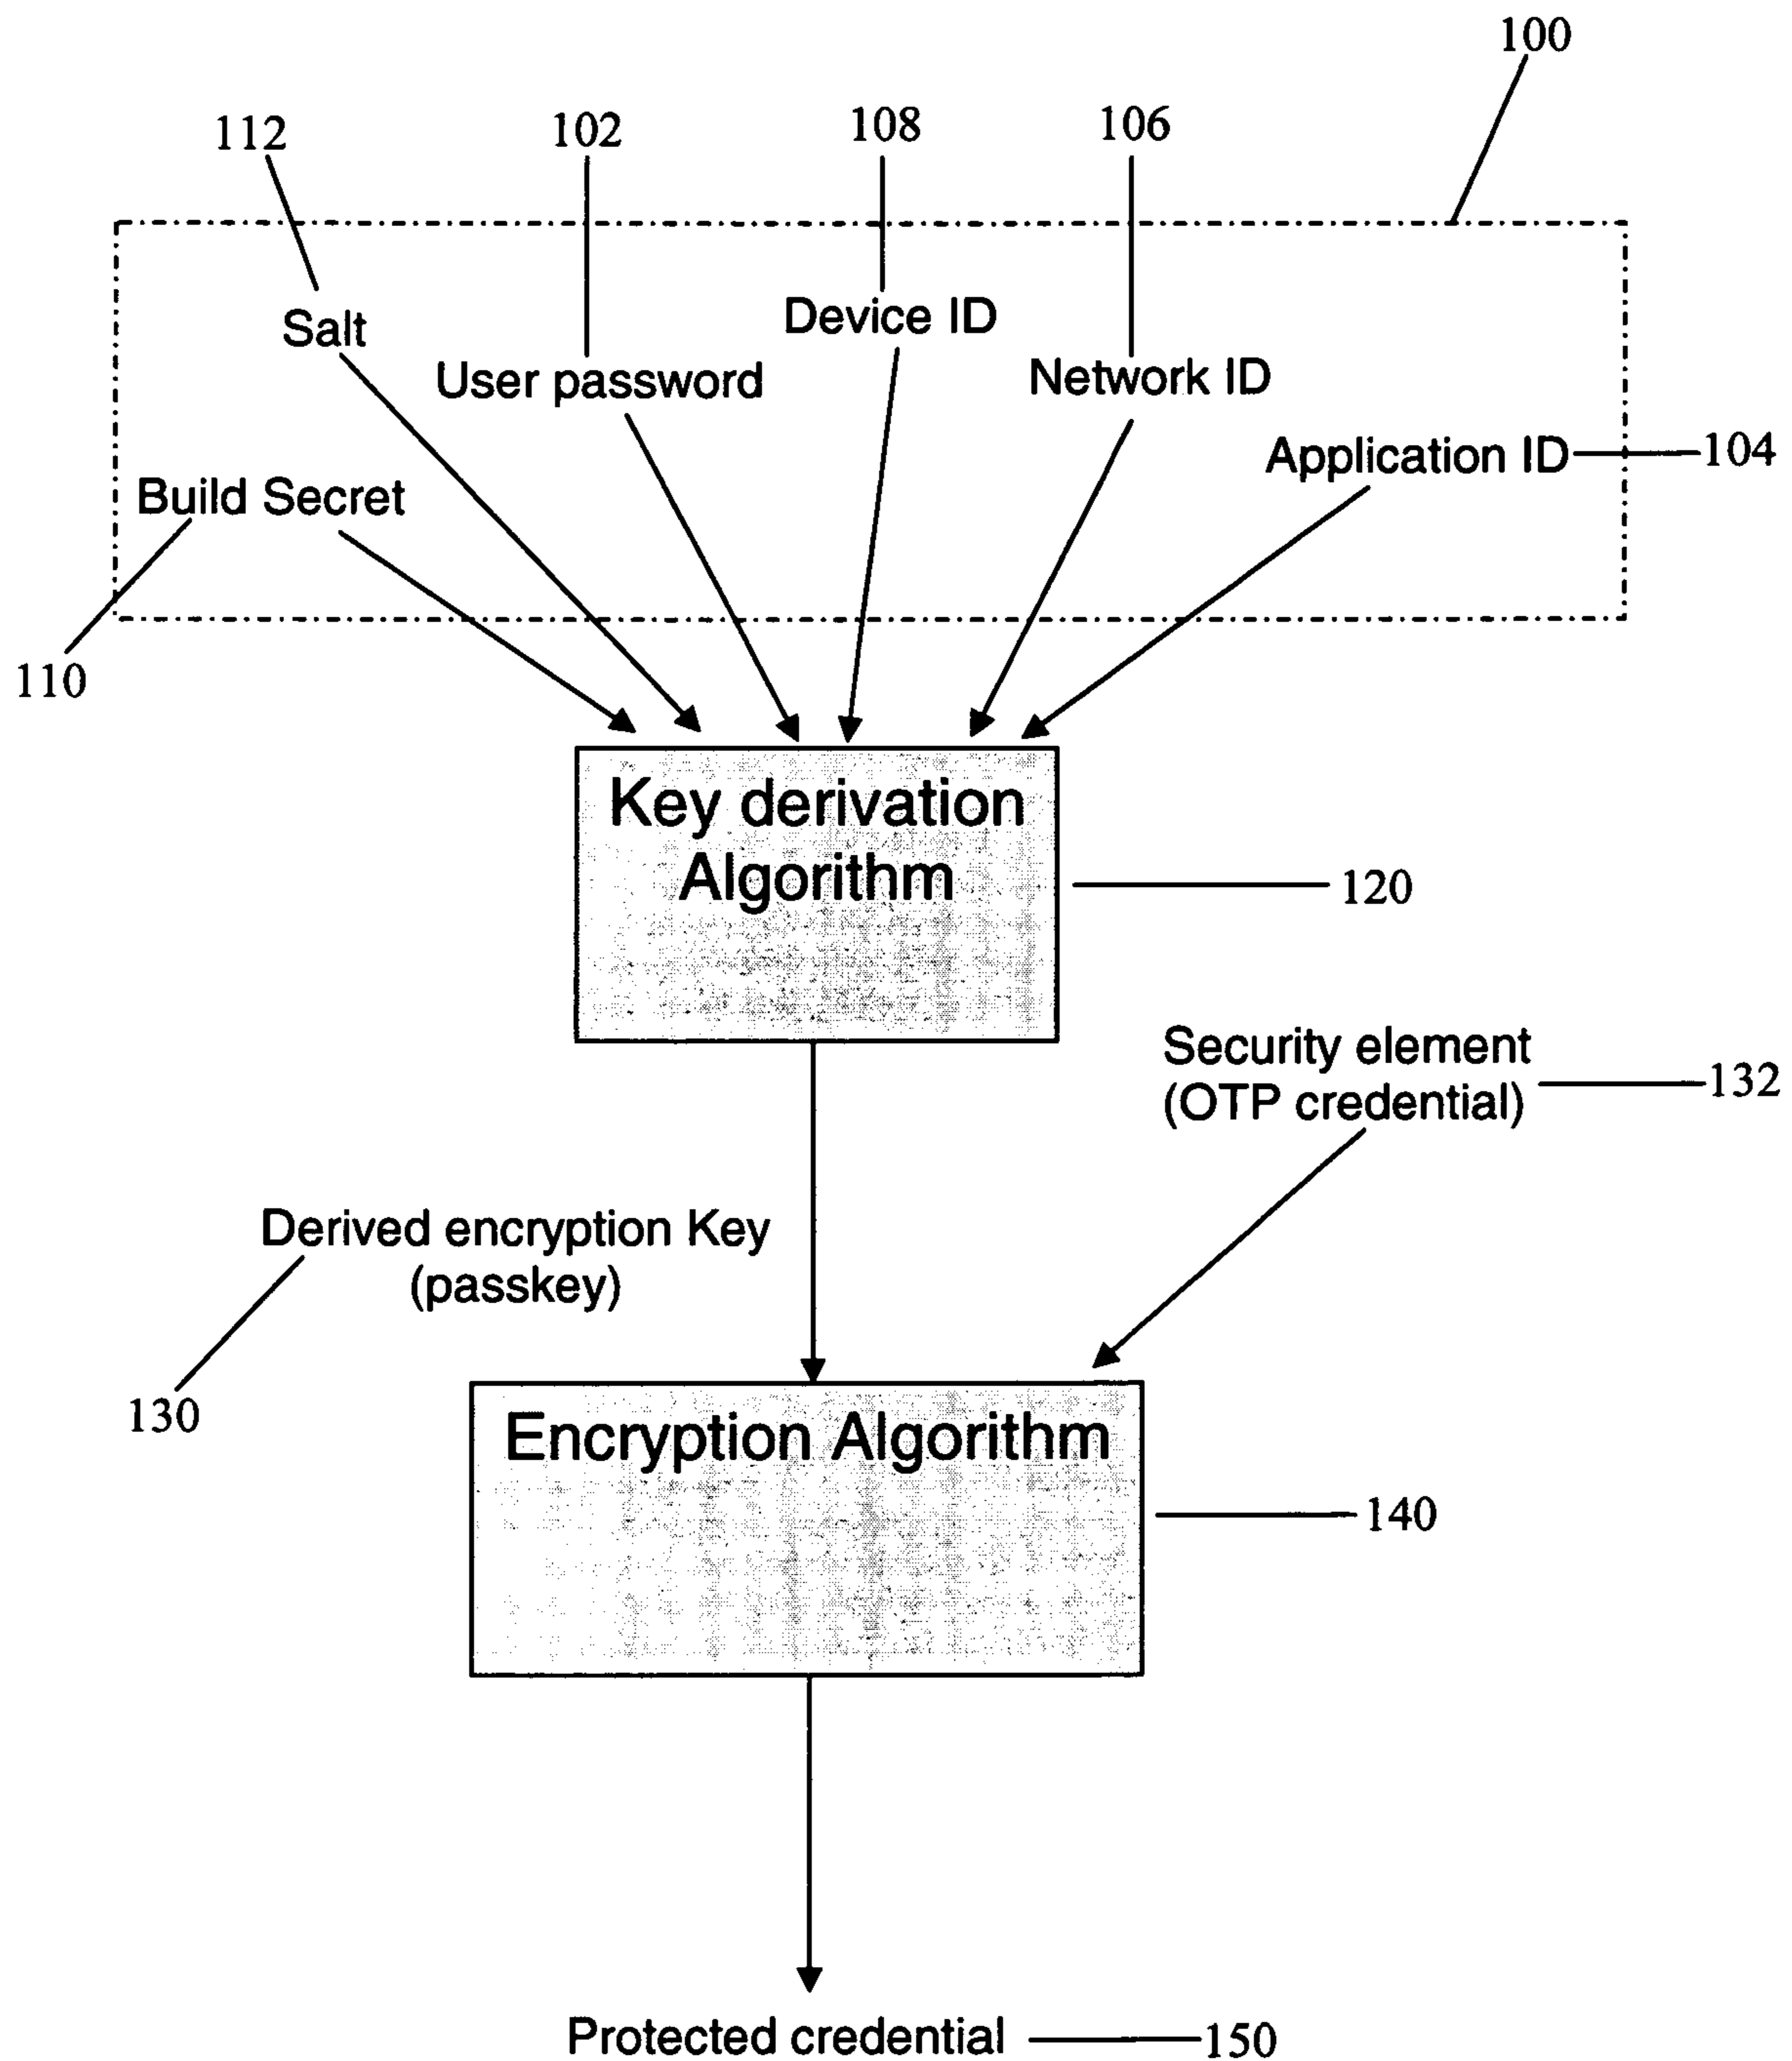 100
112
102
108
106
Salt
Device ID
User password
Network ID
Application ID
104
Build Secret
110
Key derivation
Algorithm
120
Security element
(OTP credential)
132
Derived encryption Key
(passkey)
130
Encryption Algorithm
140
Protected credential
150